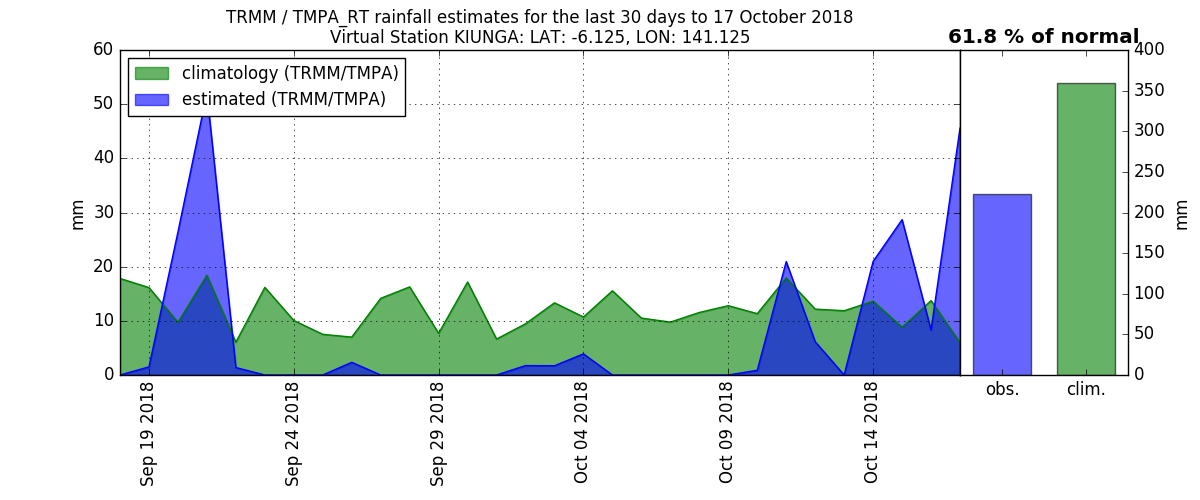 TRMM / TMPA_RT rainfall estimates for the last 30 days to 17 October 2018
Virtual Station KIUNGA: LAT: -6.125, LON: 141.125
61.8 % of normal
climatology (TRMM/TMPA)
estimated (TRMM/TMPA)
60
50
40
30
20
10
0
mm
400
350
300
250
200
150
100
50
0
mm
Sep 19 2018
Sep 24 2018
Sep 29 2018
Oct 04 2018
Oct 09 2018
Oct 14 2018
obs.
clim.